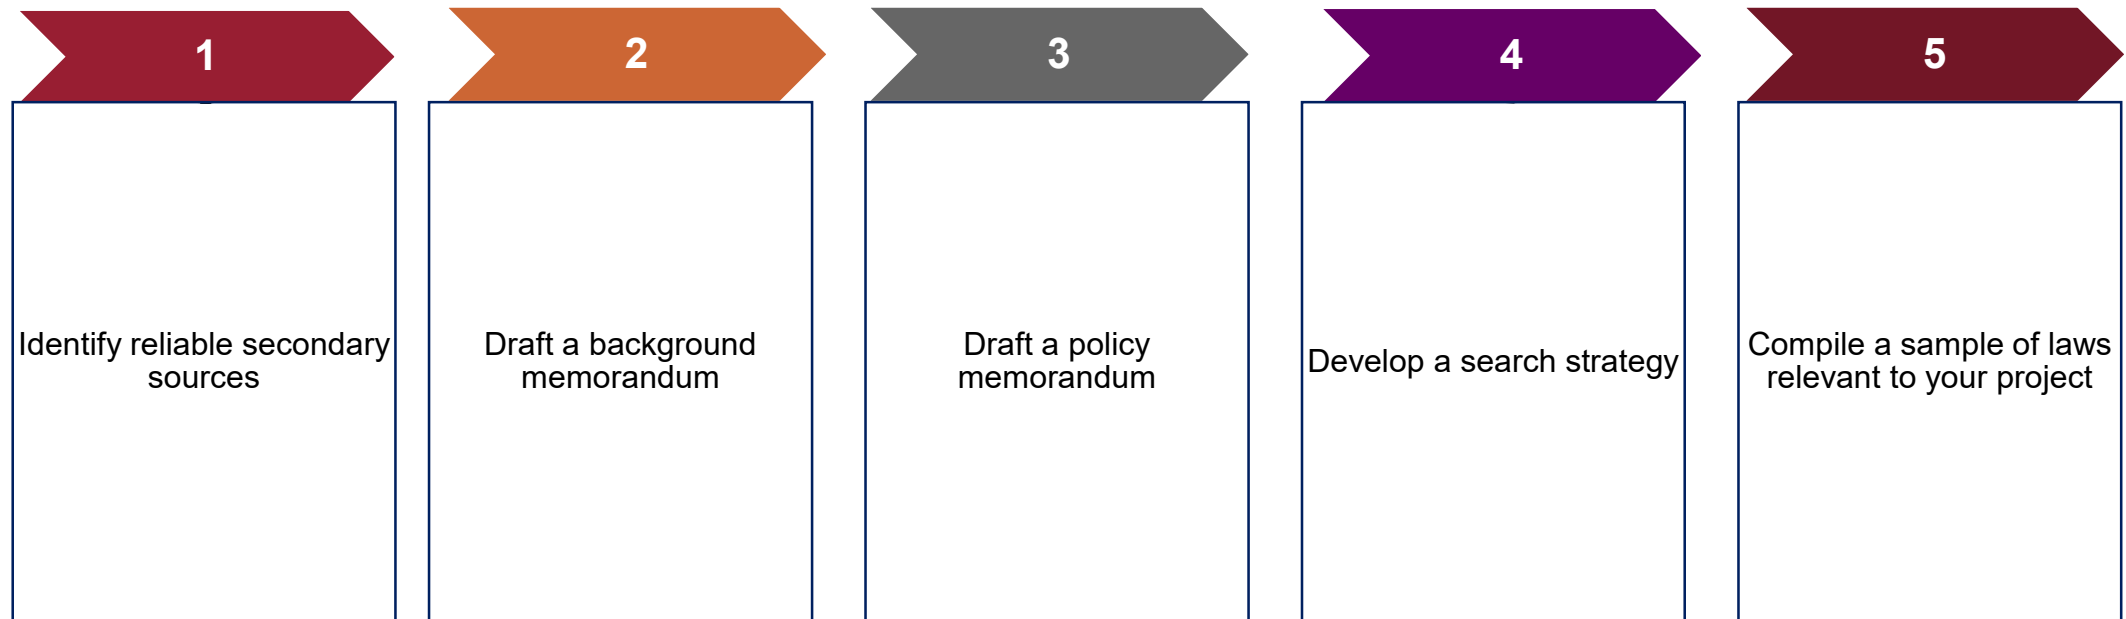 1
Identify reliable secondary
sources
2
Draft a background
memorandum
3
Draft a policy
memorandum
4
Develop a search strategy
5
Compile a sample of laws
relevant to your project